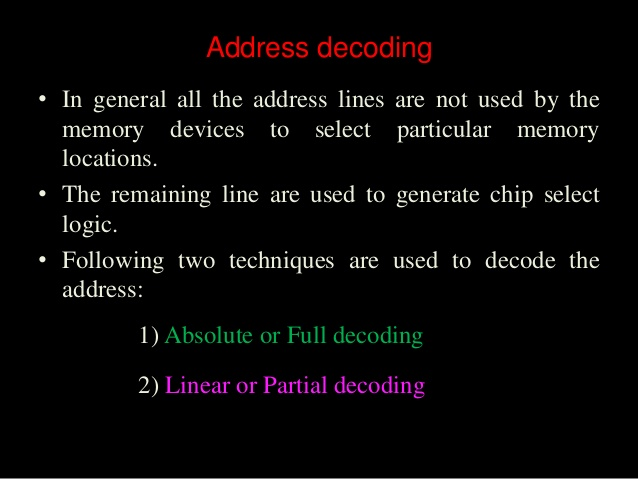 Address decoding
• In general all the address lines are not used by the
memory devices to select particular memory
locations.
• The remaining line are used to generate chip select
logic.
• Following two techniques are used to decode the
address:
1) Absolute or Full decoding
2) Linear or Partial decoding